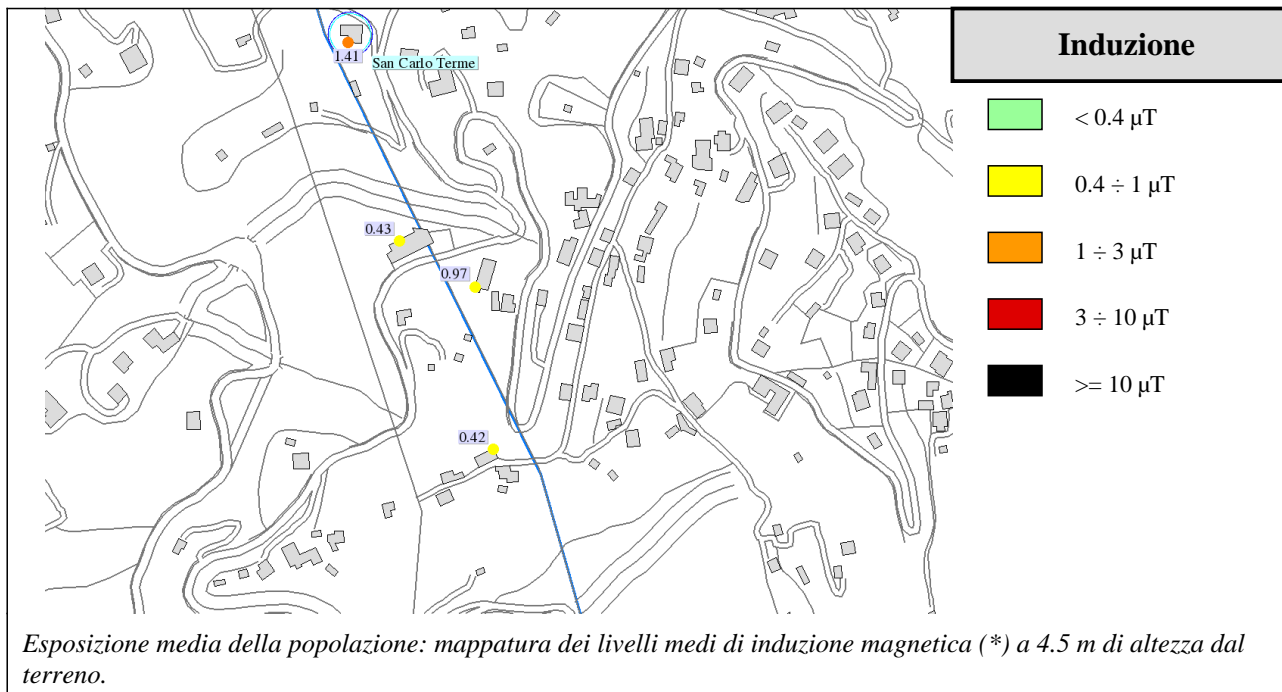 1.41
San Carlo Terme
0.43
0.97
0.42
Induzione
< 0.4 µT
0.4 ÷ 1 µT
1 ÷ 3 µT
3 ÷ 10 µT
>= 10 µT
Esposizione media della popolazione: mappatura dei livelli medi di induzione magnetica (*) a 4.5 m di altezza dal
terreno.